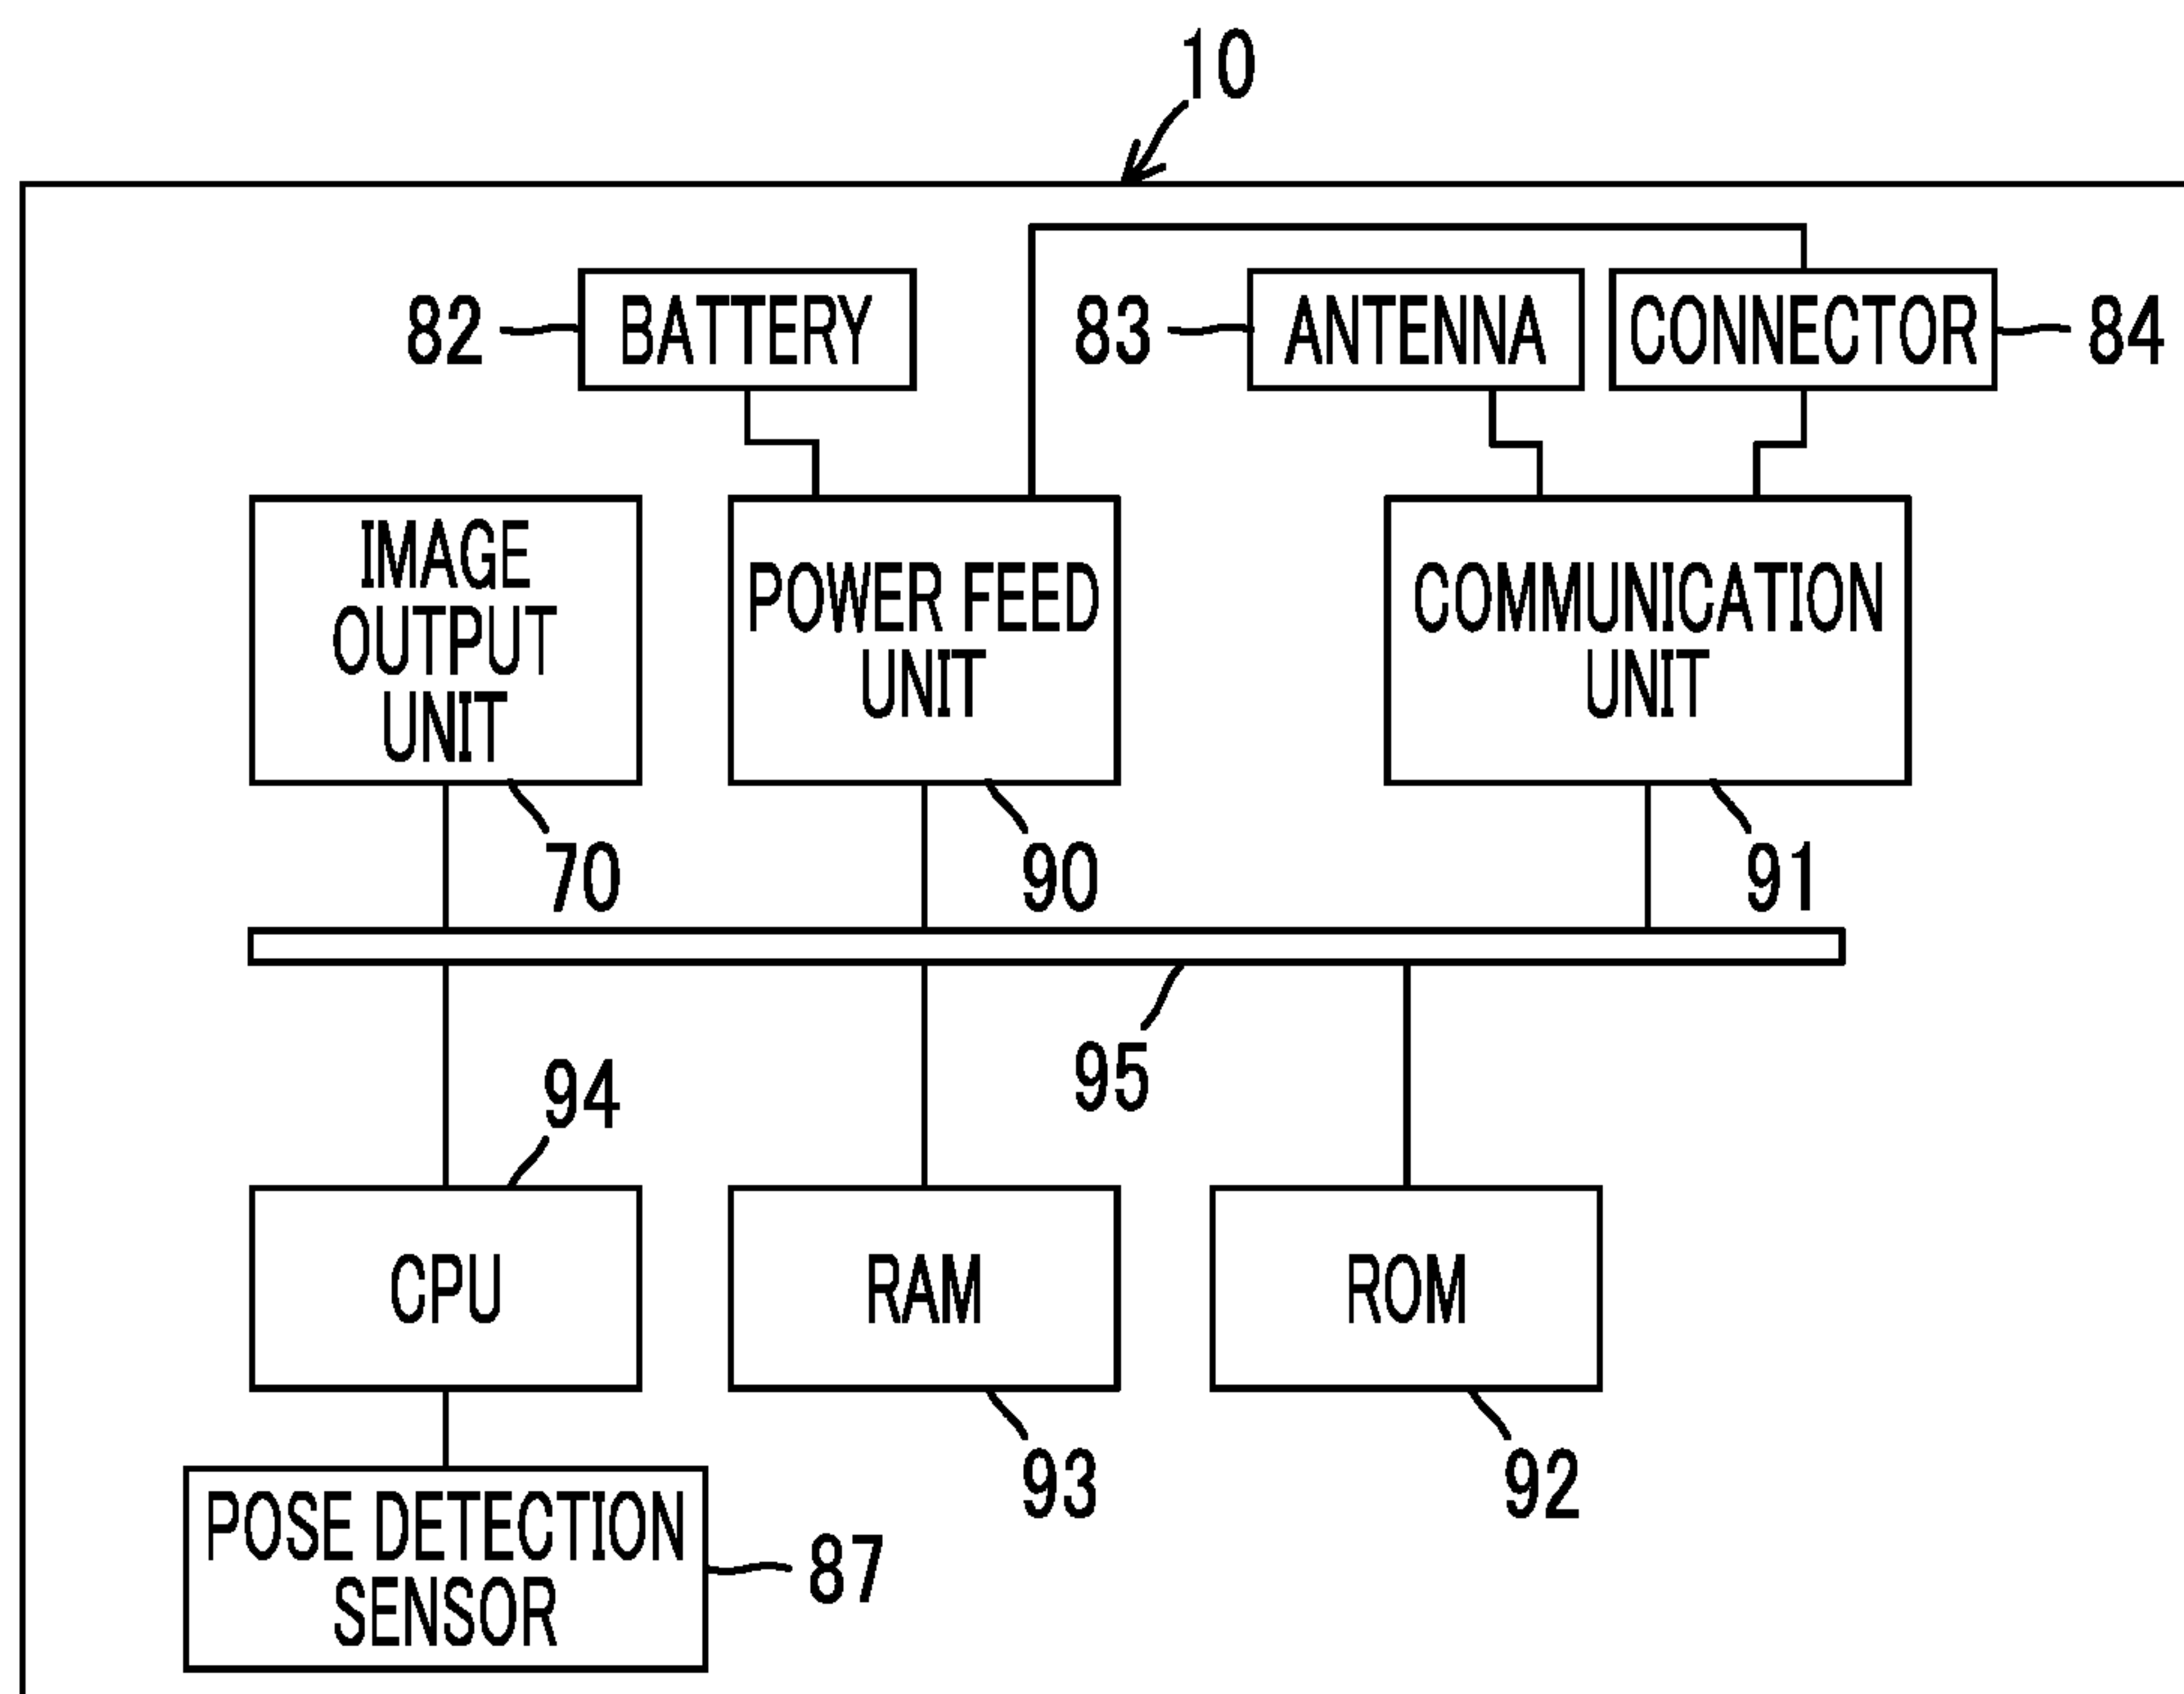 10
82
BATTERY
83
ANTENNA
CONNECTOR
84
IMAGE
OUTPUT
UNIT
POWER FEED
UNIT
COMMUNICATION
UNIT
70
90
91
95
94
CPU
RAM
ROM
93
92
POSE DETECTION
SENSOR
87